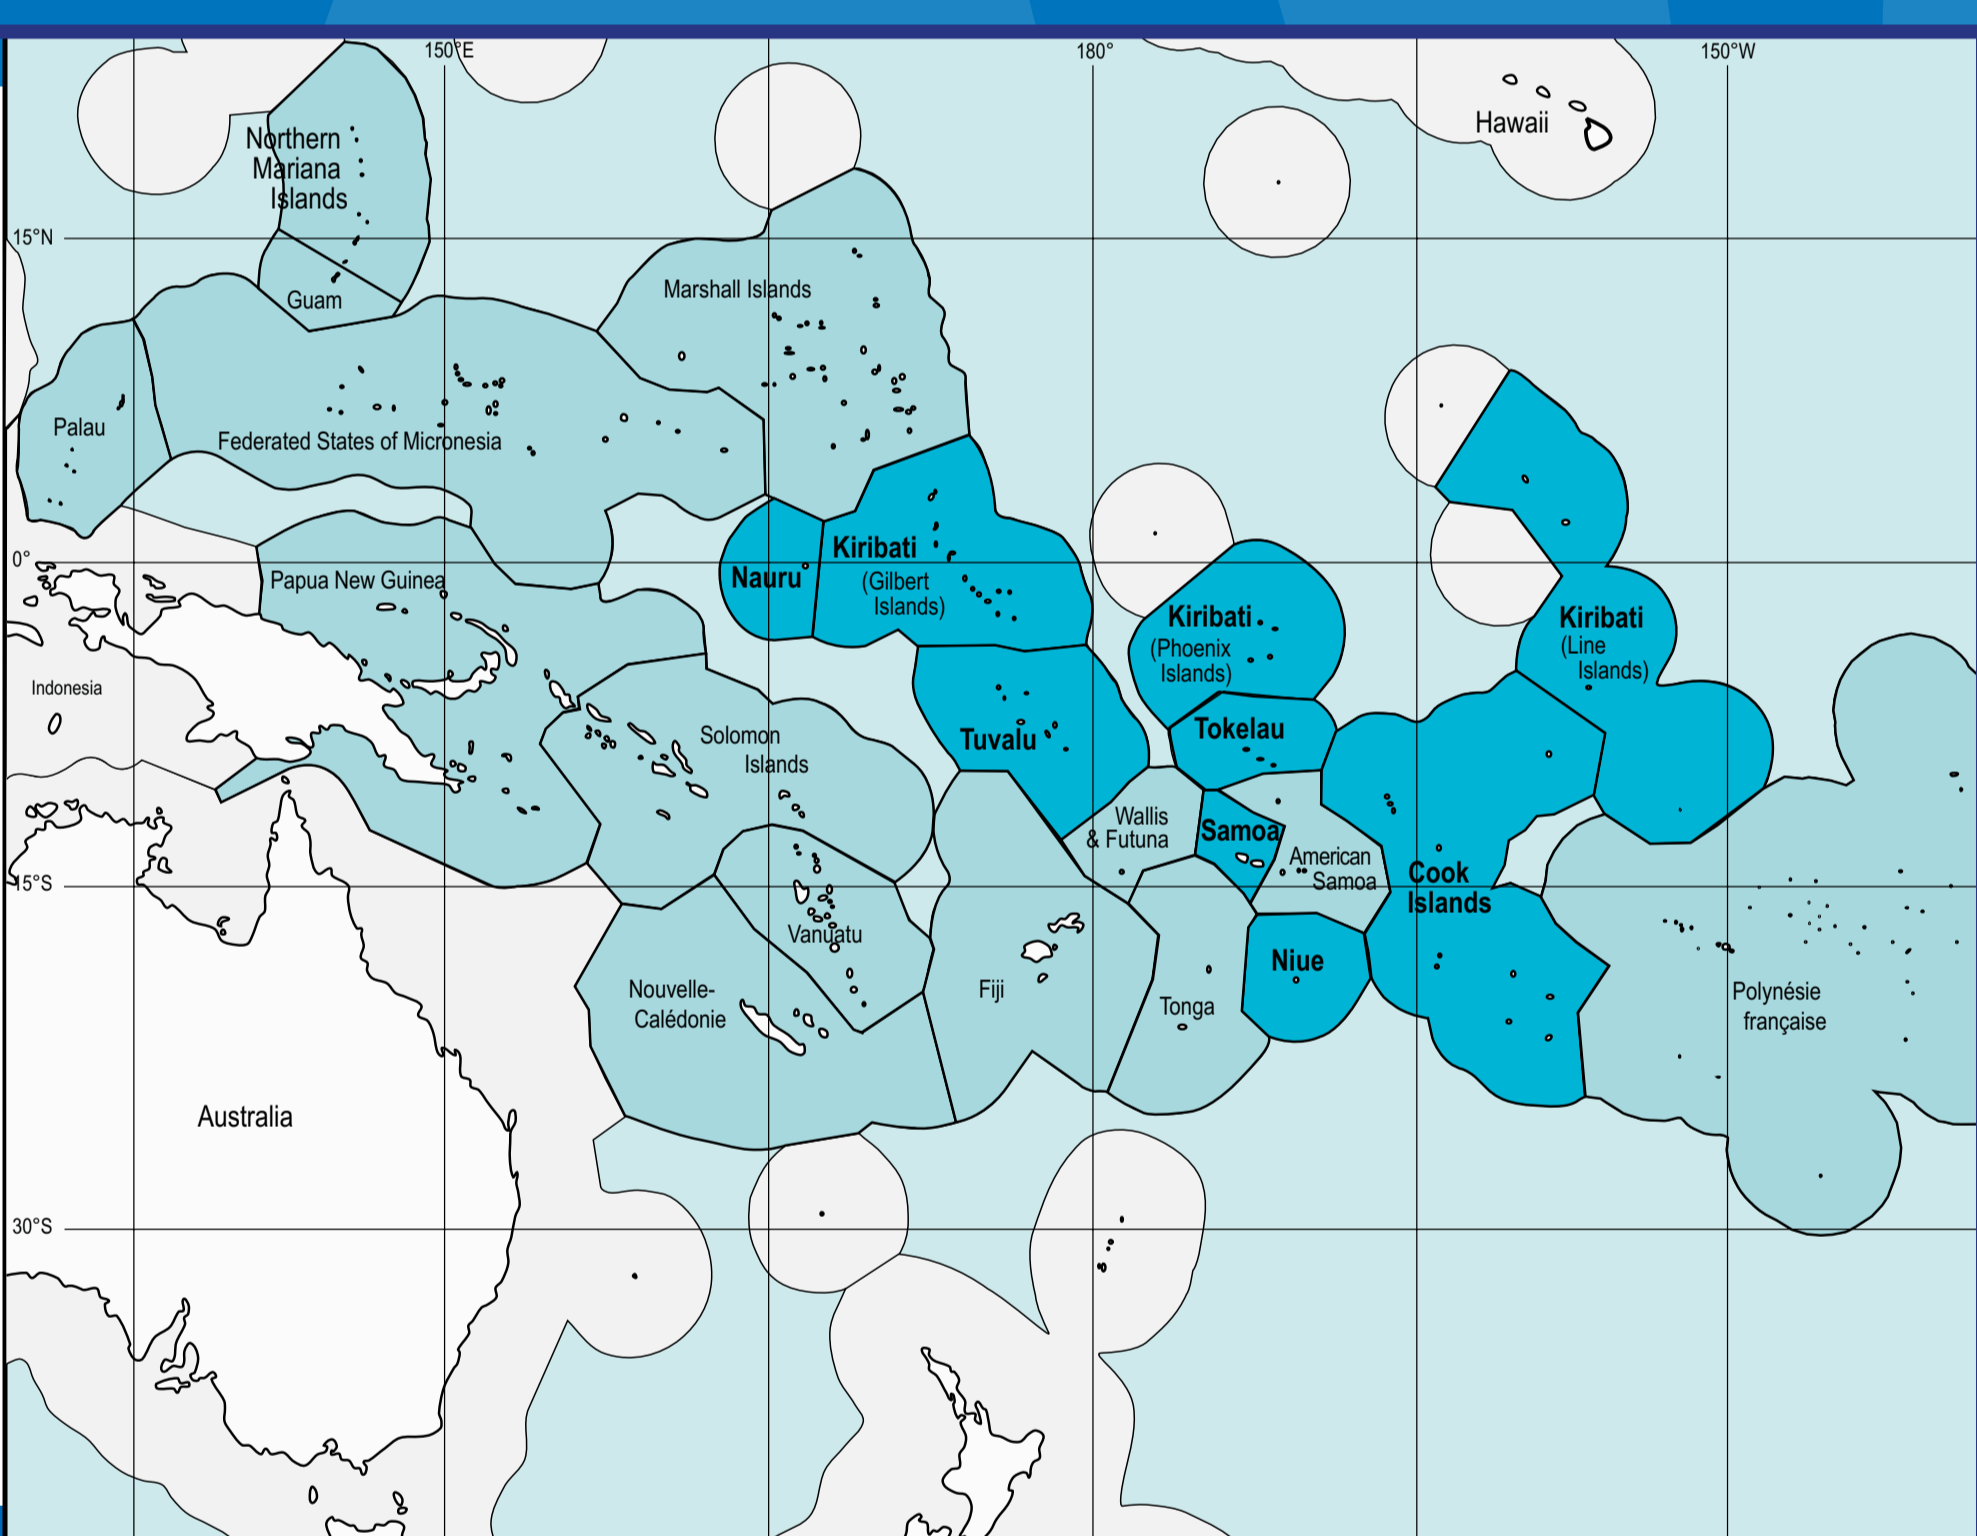 150°E
180°
150°W
Hawaii
Northern
Mariana
Islands
15°N
Guam
Marshall Islands
Palau
Federated States of Micronesia
0°
Papua New Guinea
Nauru
Kiribati
(Gilbert
Islands)
Kiribati
(Phoenix
Islands)
Kiribati
(Line
Islands)
Indonesia
Solomon
Islands
Tuvalu
Tokelau
Wallis
& Futuna
Samoa
American
Samoa
Cook
Islands
15°S
Vanuatu
Nouvelle-
Calédonie
Fiji
Tonga
Niue
Polynésie
française
Australia
30°S